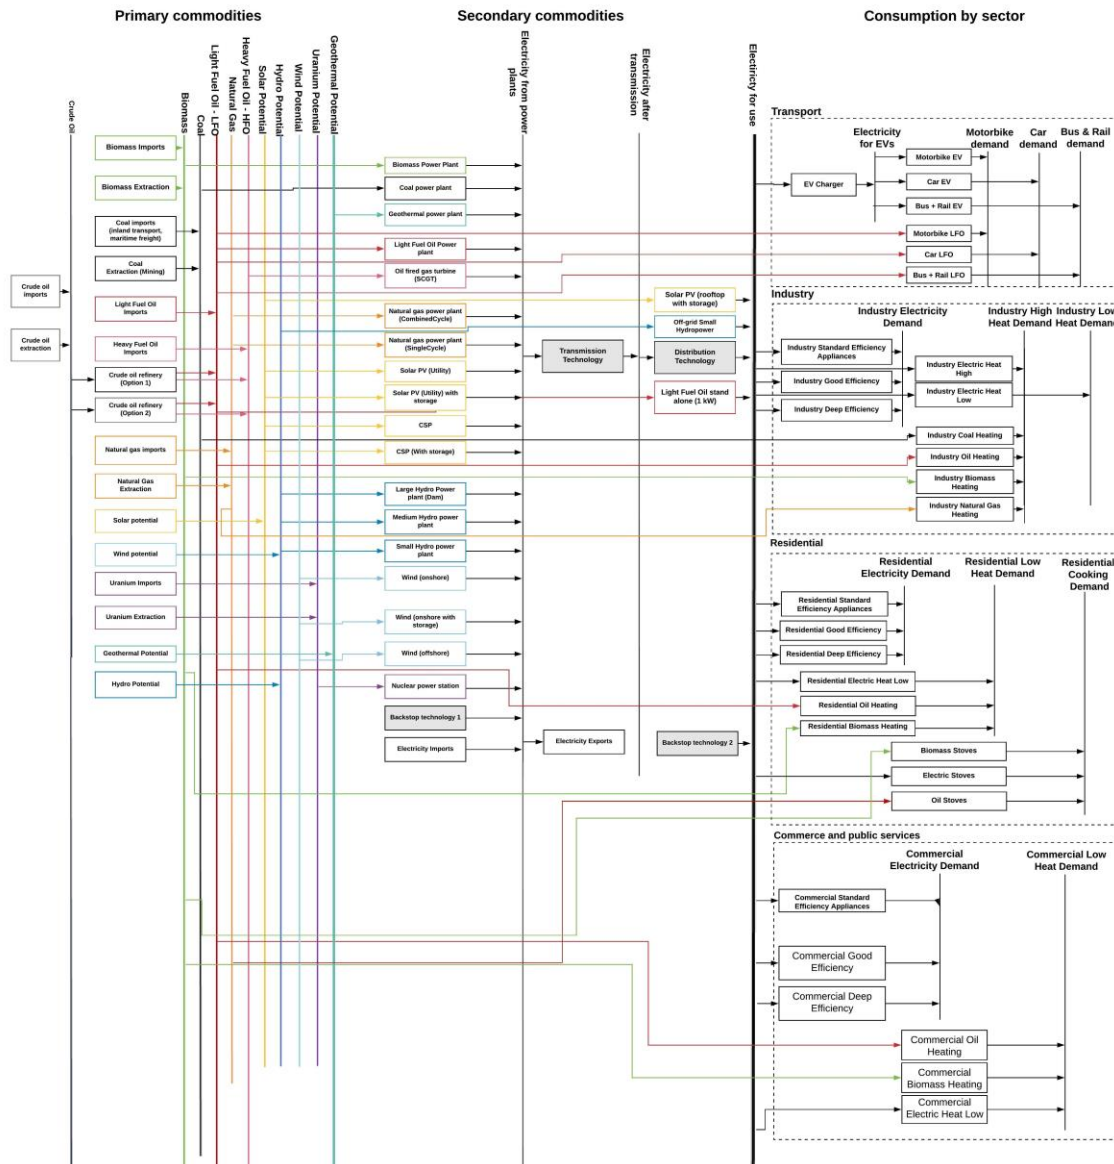 Primary commodities
Secondary commodities
Consumption by sector
Crude Oil
Biomass
Coal
Light Fuel Oil - LFO
Natural Gas
Heavy Fuel Oil - HFO
Solar Potential
Hydro Potential
Wind Potential
Uranium Potential
Geothermal Potential
Electricity from power
plants
Electricity after
transmission
Electiricty for use
Crude oil
imports
Crude oil
extraction
Biomass Imports
Biomass Extraction
Coal imports
(inland transport,
maritime freight)
Coal
Extraction (Mining)
Light Fuel Oil
Imports
Heavy Fuel Oil
Imports
Crude oil refinery
(Option 1)
Crude oil refinery
(Option 2)
Natural gas imports
Natural Gas
Extraction
Solar potential
Wind potential
Uranium Imports
Uranium Extraction
Geothermal Potential
Hydro Potential
Biomass Power Plant
Coal power plant
Geothermal power plant
Light Fuel Oil Power
plant
Oil fired gas turbine
(SCGT)
Natural gas power plant
(CombinedCycle)
Natural gas power plant
(SingleCycle)
Solar PV (Utility)
Solar PV (Utility) with
storage
CSP
CSP (With storage)
Large Hydro Power
plant (Dam)
Medium Hydro power
plant
Small Hydro power
plant
Wind (onshore)
Wind (onshore with
storage)
Wind (offshore)
Nuclear power station
Backstop technology 1
Electricity Imports
Transmission
Technology
Electricity Exports
Solar PV (rooftop
with storage)
Off-grid Small
Hydropower
Distribution
Technology
Light Fuel Oil stand
alone (1 kW)
Backstop technology 2
Transport
Electricity
for EVs
Motorbike
demand
Car
demand
Bus & Rail
demand
EV Charger
Motorbike EV
Car EV
Bus + Rail EV
Motorbike LFO
Car LFO
Bus + Rail LFO
Industry
Industry Electricity
Demand
Industry High
Heat Demand
Industry Low
Heat Demand
Industry Standard Efficiency
Appliances
Industry Good Efficiency
Industry Deep Efficiency
Industry Electric Heat
High
Industry Electric Heat
Low
Industry Coal Heating
Industry Oil Heating
Industry Biomass
Heating
Industry Natural Gas
Heating
Residential
Residential
Electricity Demand
Residential Low
Heat Demand
Residential
Cooking
Demand
Residential Standard
Efficiency Appliances
Residential Good Efficiency
Residential Deep Efficiency
Residential Electric Heat Low
Residential Oil Heating
Residential Biomass Heating
Biomass Stoves
Electric Stoves
Oil Stoves
Commerce and public services
Commercial
Electricity Demand
Commercial Low
Heat Demand
Commercial Standard
Efficiency Appliances
Commercial Good
Efficiency
Commercial Deep
Efficiency
Commercial Oil
Heating
Commercial
Biomass Heating
Commercial
Electric Heat Low